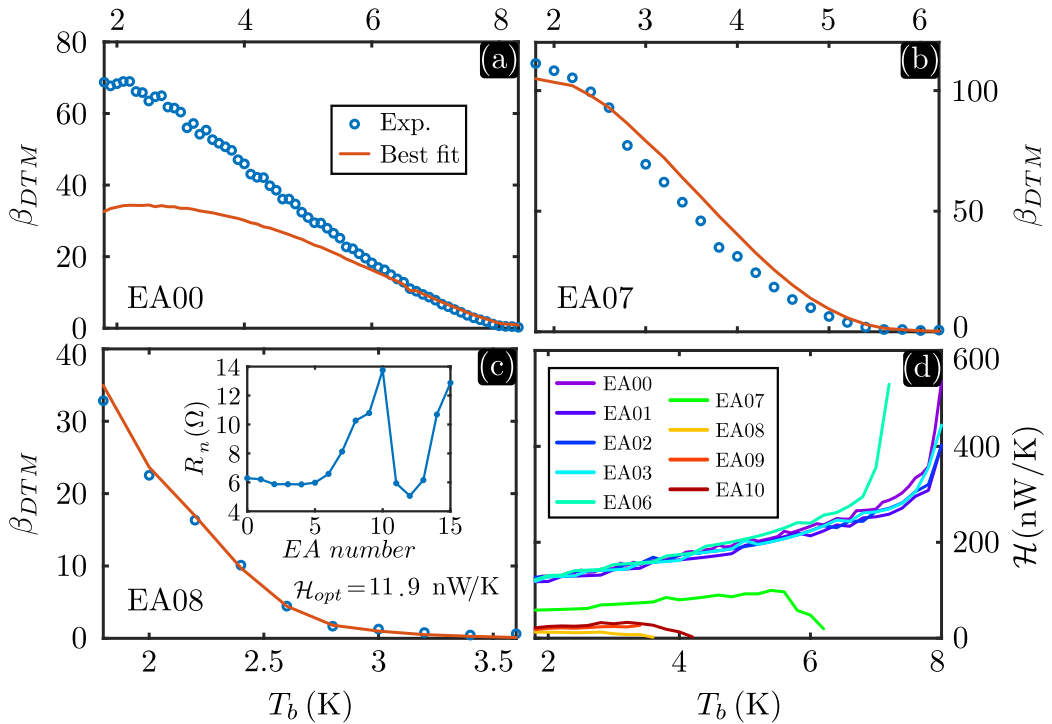 2 4 6 8
2 3 4 5 6
80
60
40
20
0
β_DTM
(a)
Exp.
Best fit
EA00
(b)
100
50
0
β_DTM
EA07
40
30
20
10
0
β_DTM
(c)
14
12
10
8
6
4
R_n(Ω)
0 5 10 15
EA number
ℋ_opt=11.9 nW/K
EA08
2 2.5 3 3.5
T_b (K)
(d)
EA00
EA01
EA02
EA03
EA06
EA07
EA08
EA09
EA10
600
400
200
0
ℋ(nW/K)
2 4 6 8
T_b (K)